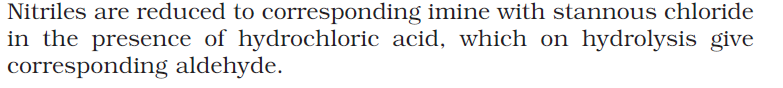 Nitriles are reduced to corresponding imine with stannous chloride
in the presence of hydrochloric acid, which on hydrolysis give
corresponding aldehyde.